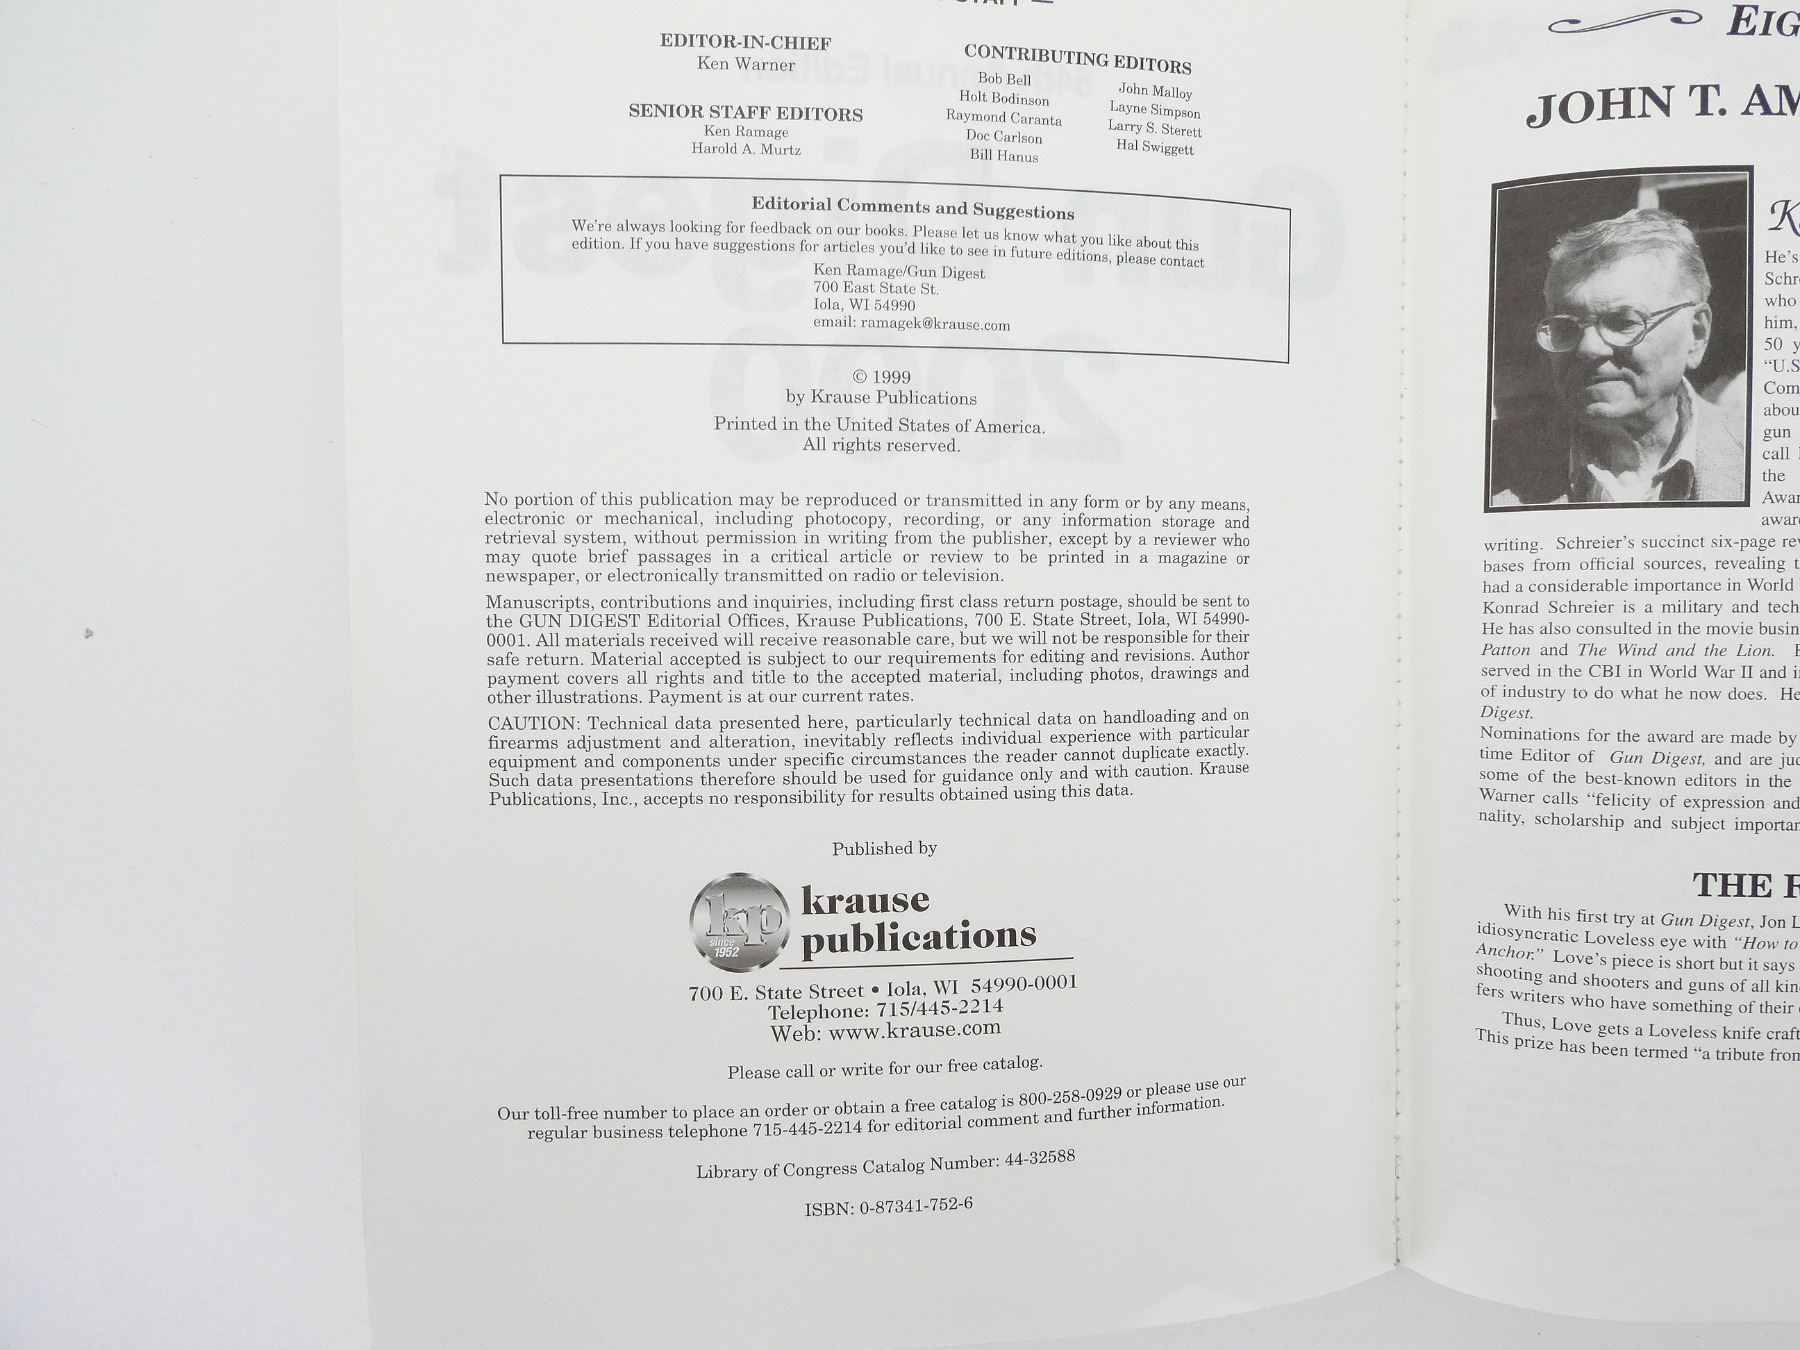 STAFF
EDITOR-IN-CHIEF
Ken Warner
SENIOR STAFF EDITORS
Ken Ramage
Harold A. Murtz
CONTRIBUTING EDITORS
Bob Bell
Holt Bodinson
Raymond Caranta
Doc Carlson
Bill Hanus
John Malloy
Layne Simpson
Larry S. Sterett
Hal Swiggett
Editorial Comments and Suggestions
We're always looking for feedback on our books. Please let us know what you like about this
edition. If you have suggestions for articles you'd like to see in future editions, please contact
Ken Ramage/Gun Digest
700 East State St.
Iola, WI 54990
email: ramagek@krause.com
© 1999
by Krause Publications
Printed in the United States of America.
All rights reserved.
No portion of this publication may be reproduced or transmitted in any form or by any means,
electronic or mechanical, including photocopy, recording, or any information storage and
retrieval system, without permission in writing from the publisher, except by a reviewer who
may quote brief passages in a critical article or review to be printed in a magazine or
newspaper, or electronically transmitted on radio or television.
Manuscripts, contributions and inquiries, including first class return postage, should be sent to
the GUN DIGEST Editorial Offices, Krause Publications, 700 E. State Street, Iola, WI 54990-
0001. All materials received will receive reasonable care, but we will not be responsible for their
safe return. Material accepted is subject to our requirements for editing and revisions. Author
payment covers all rights and title to the accepted material, including photos, drawings and
other illustrations. Payment is at our current rates.
CAUTION: Technical data presented here, particularly technical data on handloading and on
firearms adjustment and alteration, inevitably reflects individual experience with particular
equipment and components under specific circumstances the reader cannot duplicate exactly.
Such data presentations therefore should be used for guidance only and with caution. Krause
Publications, Inc., accepts no responsibility for results obtained using this data.
Published by
kp
since
1952
krause
publications
700 E. State Street • Iola, WI 54990-0001
Telephone: 715/445-2214
Web: www.krause.com
Please call or write for our free catalog.
Our toll-free number to place an order or obtain a free catalog is 800-258-0929 or please use our
regular business telephone 715-445-2214 for editorial comment and further information.
Library of Congress Catalog Number: 44-32588
ISBN: 0-87341-752-6
EIG
JOHN T. AM
K
He's
Schr
who
him,
50 y
"U.S
Com
abou
gun
call
the
Awar
award
writing. Schreier's succinct six-page rev
bases from official sources, revealing t
had a considerable importance in World
Konrad Schreier is a military and tech
He has also consulted in the movie busin
Patton and The Wind and the Lion.
served in the CBI in World War II and i
of industry to do what he now does. He
Digest.
Nominations for the award are made by
time Editor of Gun Digest, and are jud
some of the best-known editors in the
Warner calls "felicity of expression and
nality, scholarship and subject importan
THE F
With his first try at Gun Digest, Jon L
idiosyncratic Loveless eye with "How to
Anchor." Love's piece is short but it says
shooting and shooters and guns of all kin
fers writers who have something of their
Thus, Love gets a Loveless knife craft
This prize has been termed "a tribute from